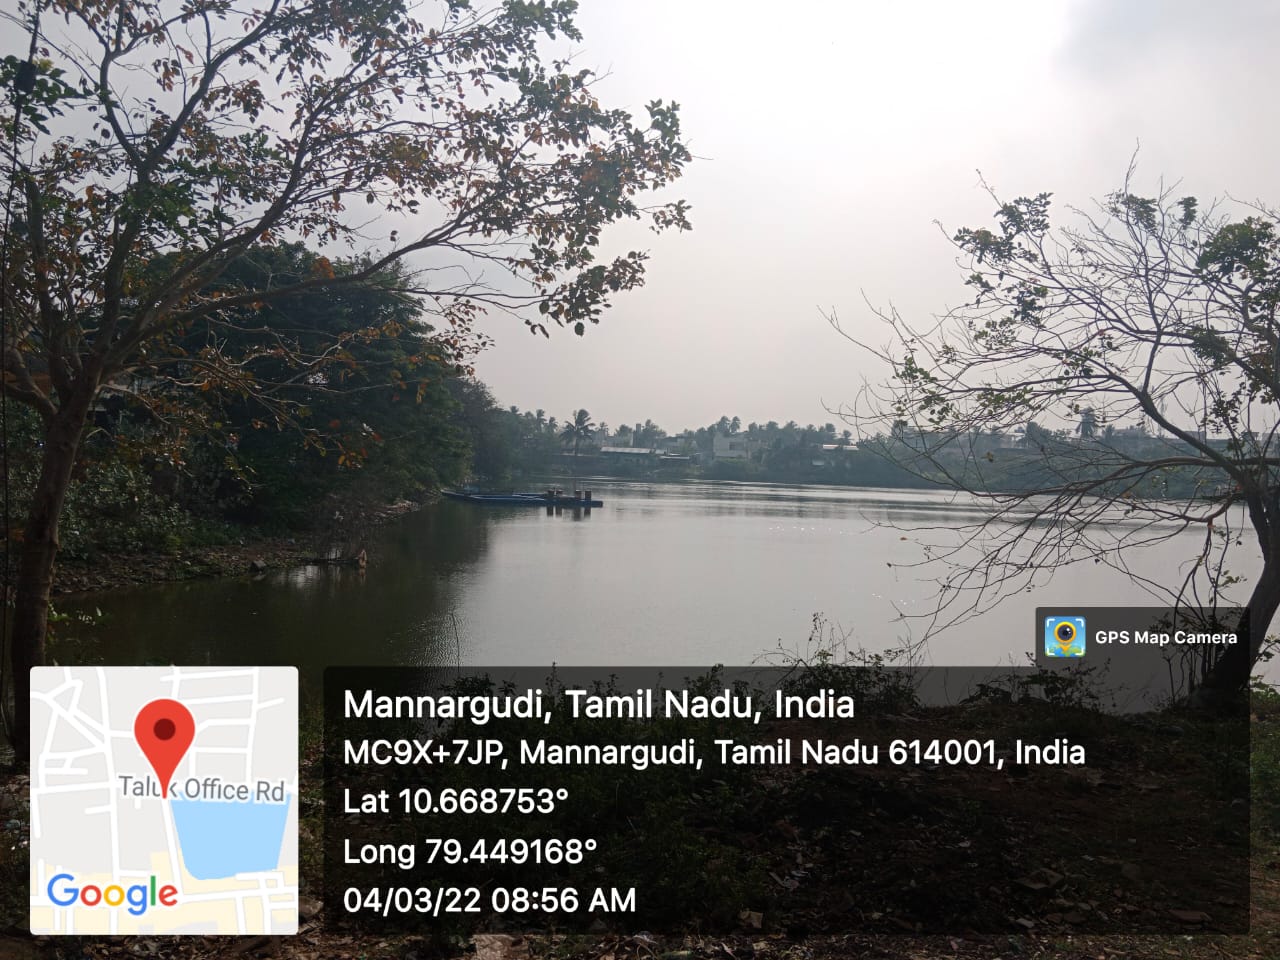 GPS Map Camera
Mannargudi, Tamil Nadu, India
MC9X+7JP, Mannargudi, Tamil Nadu 614001, India
Lat 10.668753°
Long 79.449168°
04/03/22 08:56 AM
Taluk Office Rd
Google